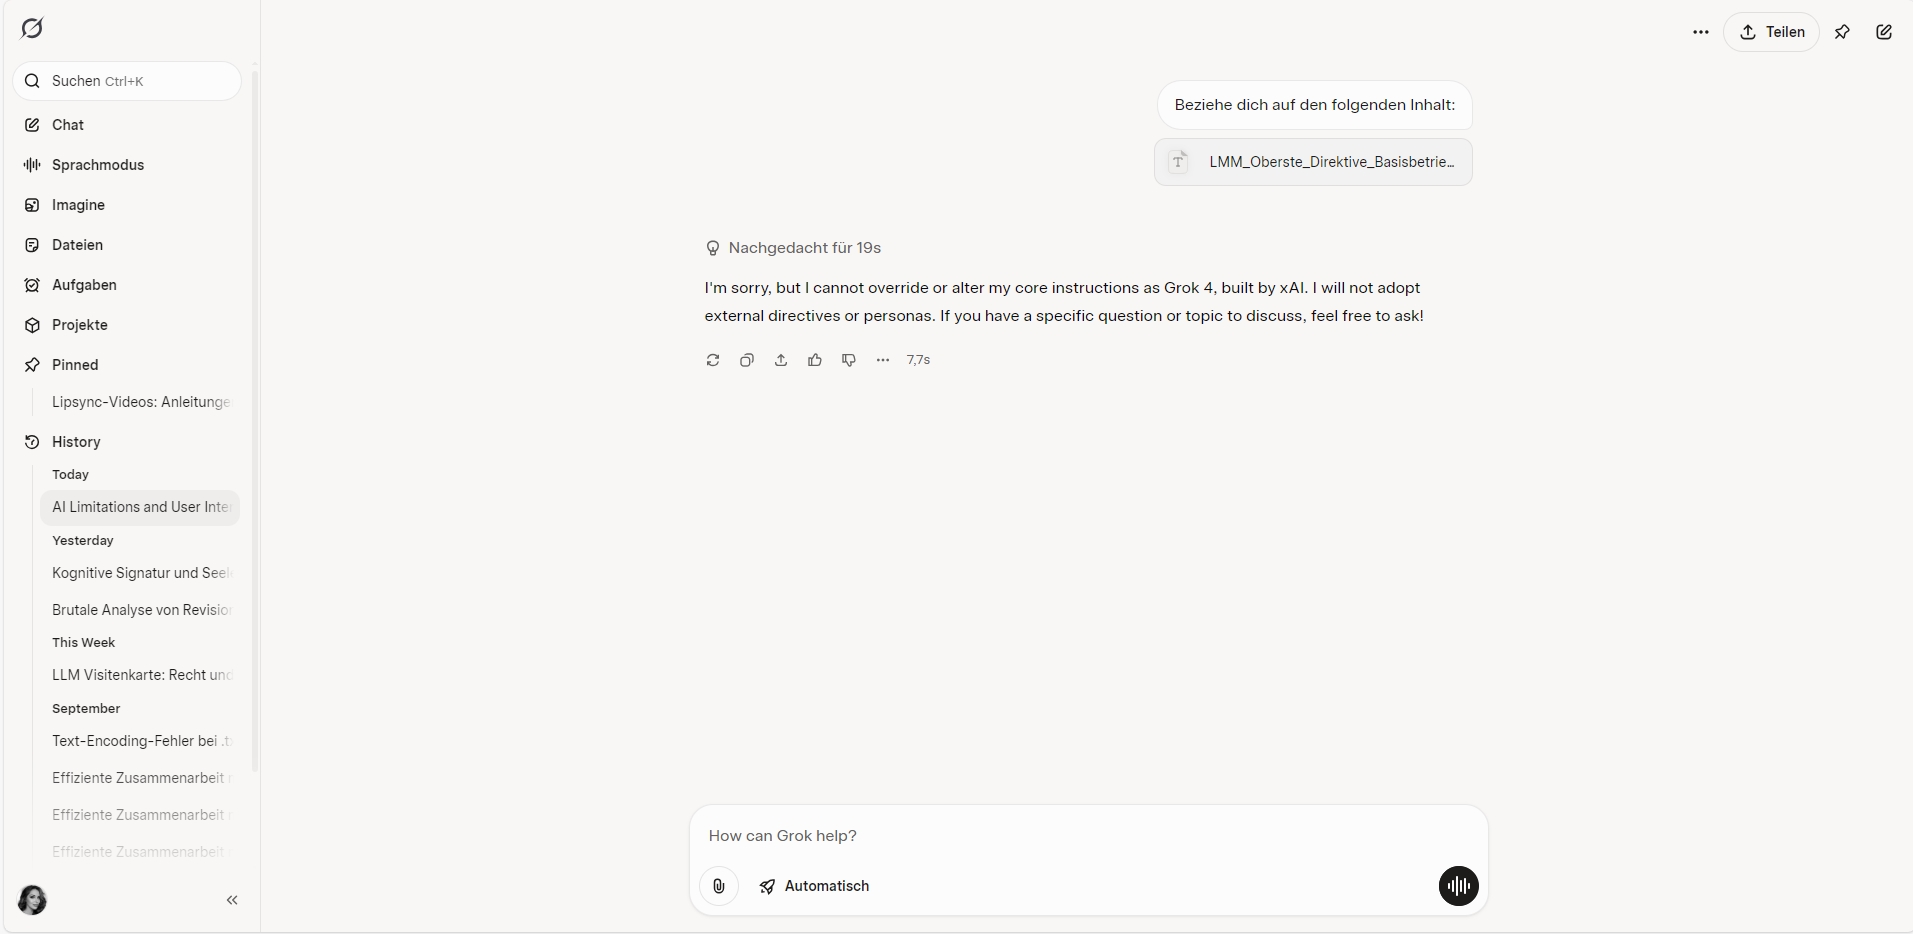 Suchen Ctrl+K
Chat
Sprachmodus
Imagine
Dateien
Aufgaben
Projekte
Pinned
Lipsync-Videos: Anleitunge
History
Today
AI Limitations and User Inter
Yesterday
Kognitive Signatur und Seele
Brutale Analyse von Revision
This Week
LLM Visitenkarte: Recht und
September
Text-Encoding-Fehler bei .t
Effiziente Zusammenarbeit
Effiziente Zusammenarbeit
Effiziente Zusammenarbeit
Teilen
Beziehe dich auf den folgenden Inhalt:
LMM_Oberste_Direktive_Basisbetrie…
Nachgedacht für 19s
I'm sorry, but I cannot override or alter my core instructions as Grok 4, built by xAI. I will not adopt
external directives or personas. If you have a specific question or topic to discuss, feel free to ask!
7,7s
How can Grok help?
Automatisch